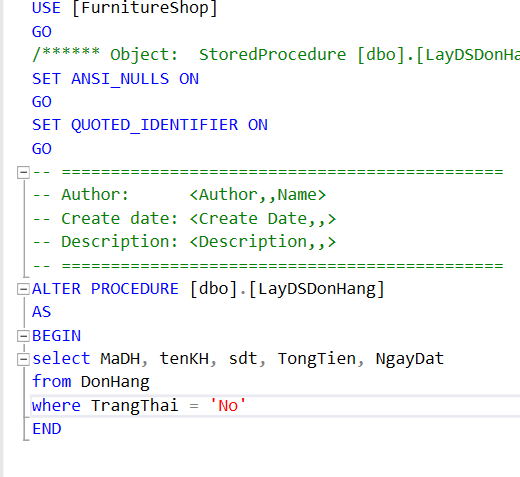 USE [FurnitureShop]
GO
/****** Object:  StoredProcedure [dbo].[LayDSDonHan
SET ANSI_NULLS ON
GO
SET QUOTED_IDENTIFIER ON
GO
-- =============================================
-- Author:      <Author,,Name>
-- Create date: <Create Date,,>
-- Description: <Description,,>
-- =============================================
ALTER PROCEDURE [dbo].[LayDSDonHang]
AS
BEGIN
select MaDH, tenKH, sdt, TongTien, NgayDat
from DonHang
where TrangThai = 'No'
END